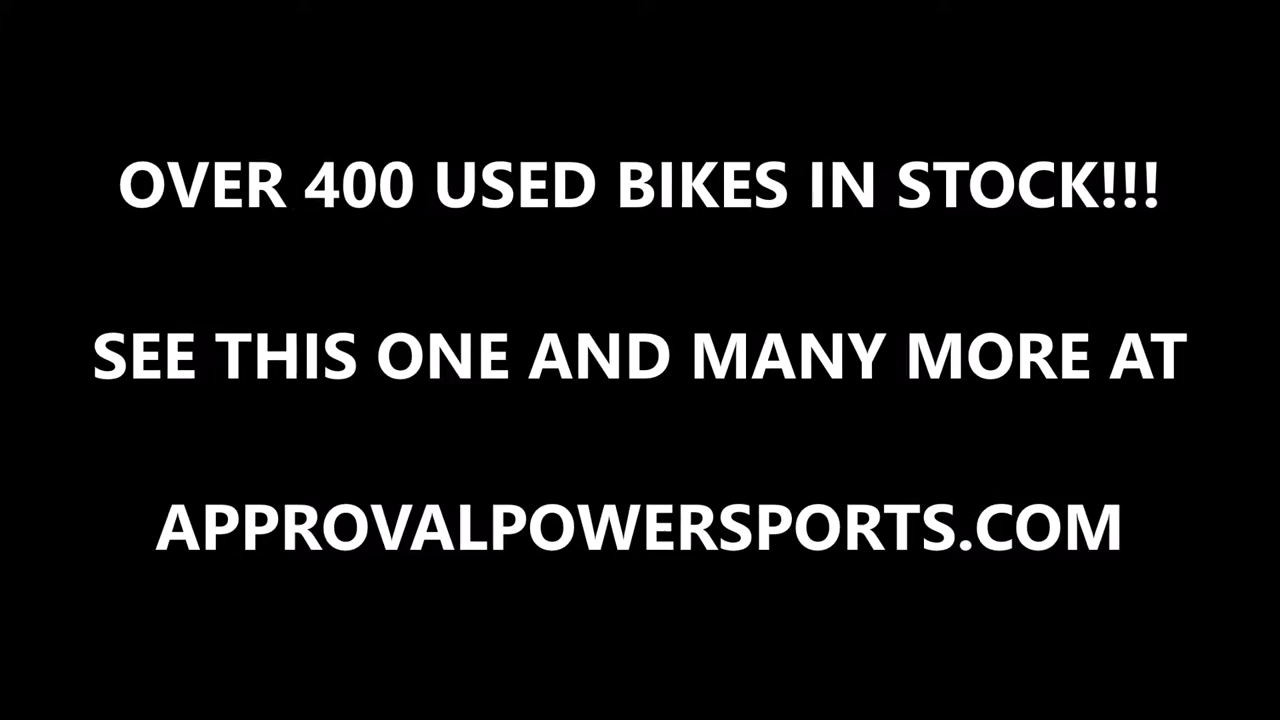 OVER 400 USED BIKES IN STOCK!!!
SEE THIS ONE AND MANY MORE AT
APPROVALPOWERSPORTS.COM